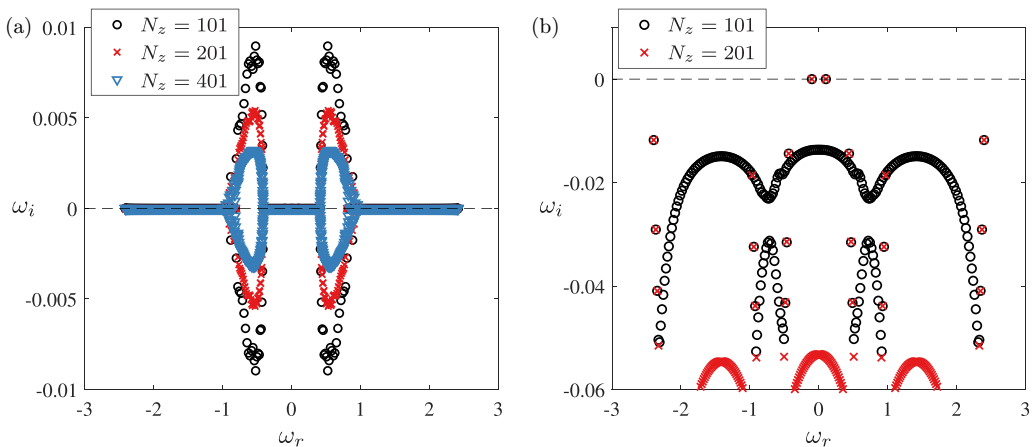 (a)
N_z = 101
N_z = 201
N_z = 401
0.01
0.005
0
-0.005
-0.01
ω_i
-3 -2 -1 0 1 2 3
ω_r
(b)
N_z = 101
N_z = 201
0
-0.02
-0.04
-0.06
ω_i
-3 -2 -1 0 1 2 3
ω_r